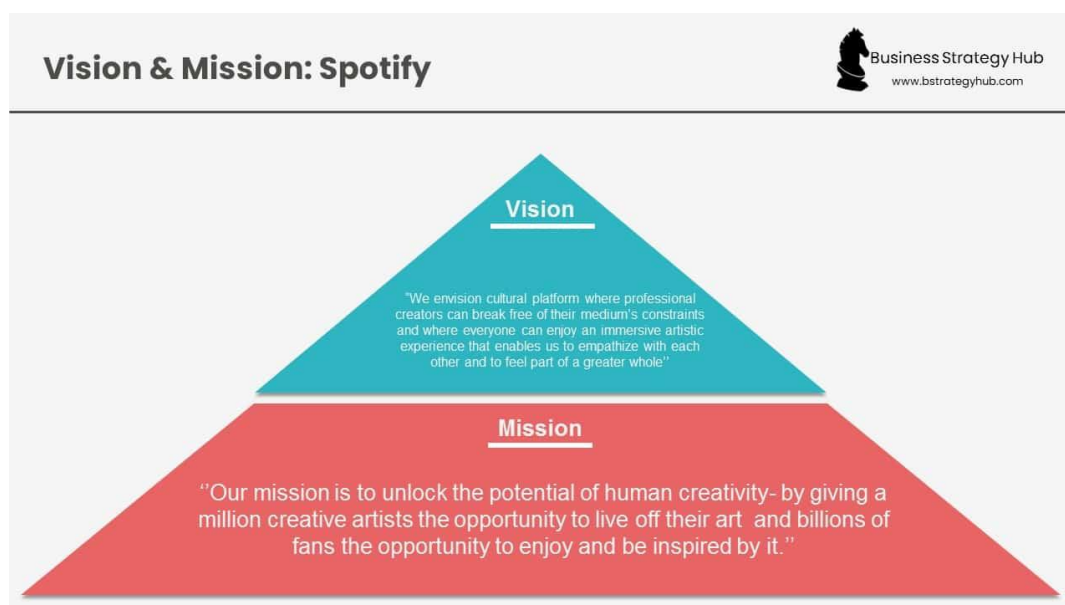 Vision & Mission: Spotify
Business Strategy Hub
www.bstrategyhub.com
Vision
"We envision cultural platform where professional
creators can break free of their medium's constraints
and where everyone can enjoy an immersive artistic
experience that enables us to empathize with each
other and to feel part of a greater whole''
Mission
‘’Our mission is to unlock the potential of human creativity- by giving a
million creative artists the opportunity to live off their art  and billions of
fans the opportunity to enjoy and be inspired by it.’’